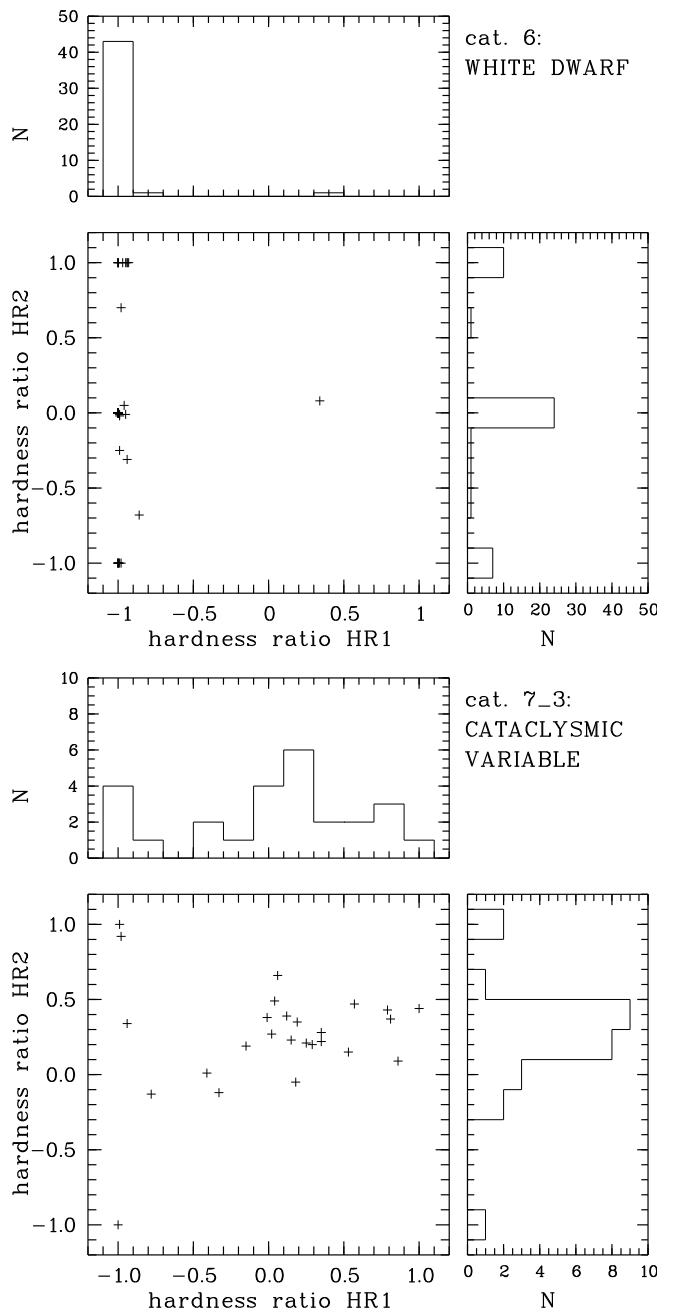 50
40
30
20
10
0
N
cat. 6:
WHITE DWARF
1.0
0.5
0.0
−0.5
−1.0
hardness ratio HR2
−1 −0.5 0 0.5 1
hardness ratio HR1
0 10 20 30 40 50
N
10
8
6
4
2
0
N
cat. 7_3:
CATACLYSMIC
VARIABLE
1.0
0.5
0.0
−0.5
−1.0
hardness ratio HR2
−1.0 −0.5 0.0 0.5 1.0
hardness ratio HR1
0 2 4 6 8 10
N